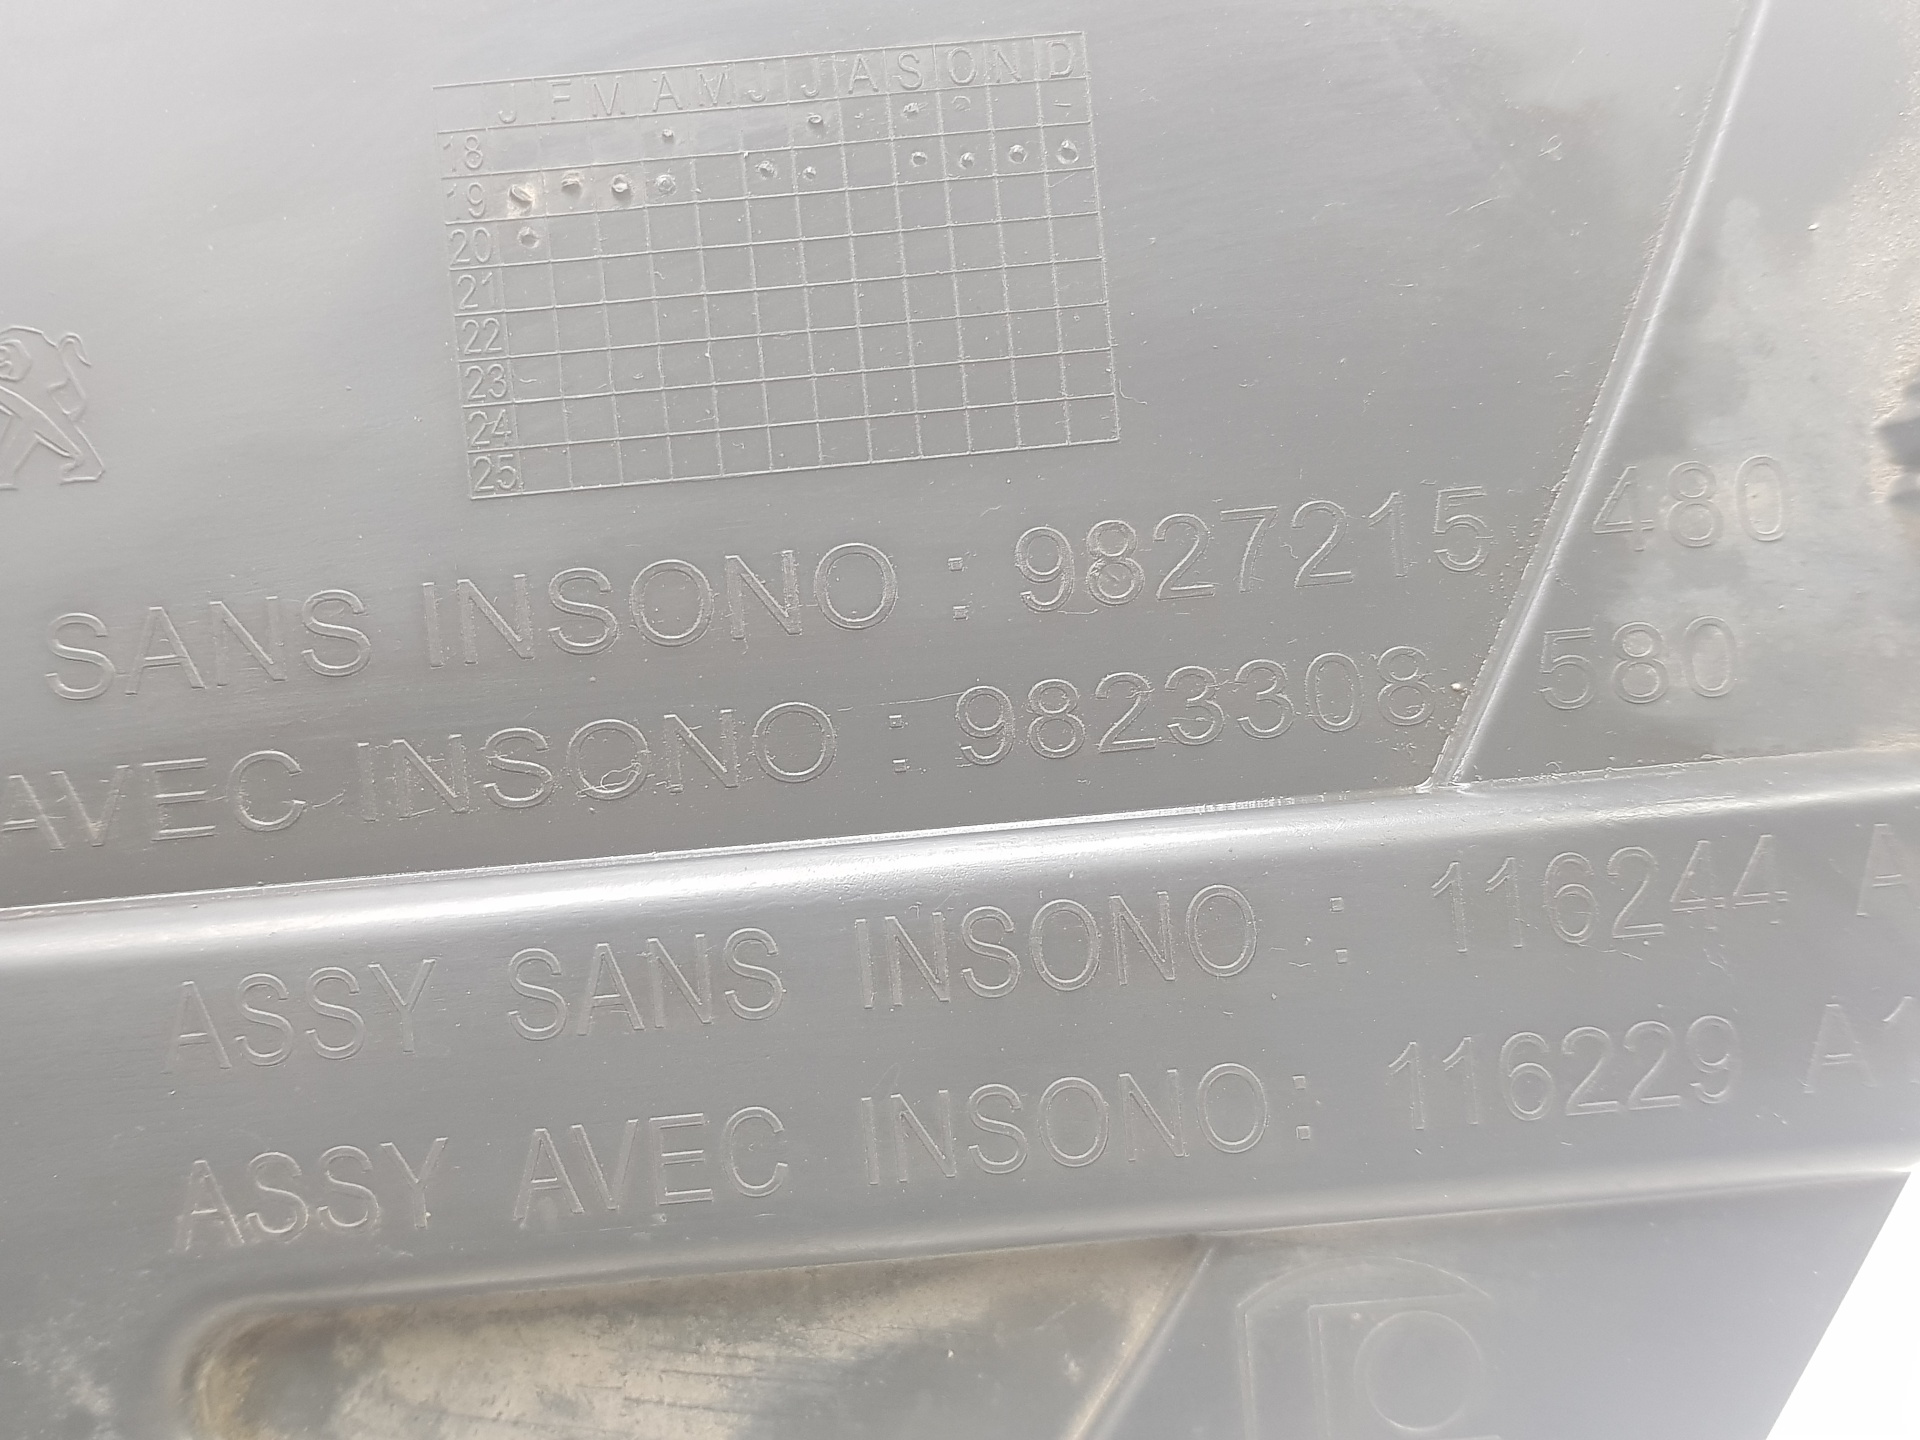 J F M A M J J A S O N D
18
19
20
21
22
23
24
25
SANS INSONO : 9827215 480
AVEC INSONO : 9823308 580
ASSY SANS INSONO : 116244 A
ASSY AVEC INSONO : 116229 A1